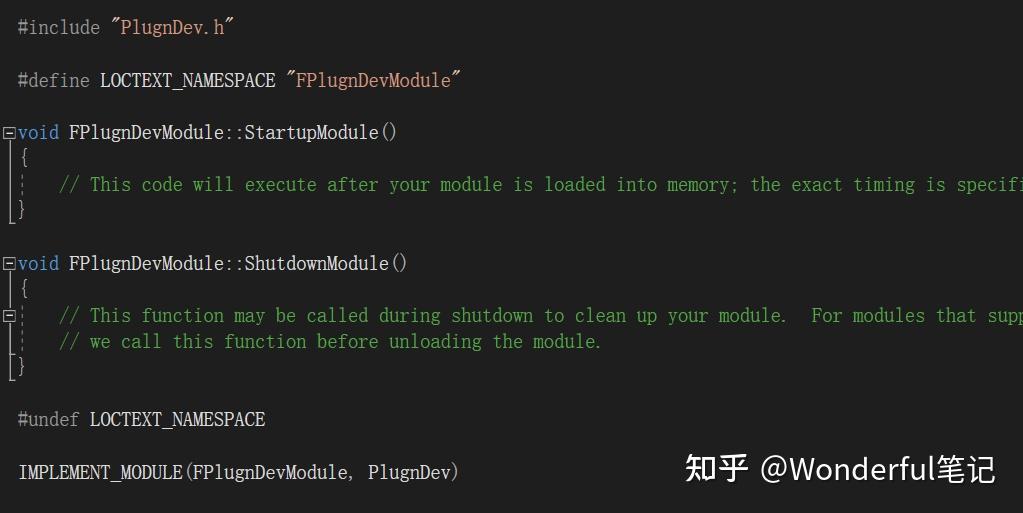 #include "PlugnDev.h"
#define LOCTEXT_NAMESPACE "FPlugnDevModule"
void FPlugnDevModule::StartupModule()
{
// This code will execute after your module is loaded into memory; the exact timing is specifi
}
void FPlugnDevModule::ShutdownModule()
{
// This function may be called during shutdown to clean up your module.  For modules that supp
// we call this function before unloading the module.
}
#undef LOCTEXT_NAMESPACE
IMPLEMENT_MODULE(FPlugnDevModule, PlugnDev)
知乎 @Wonderful笔记